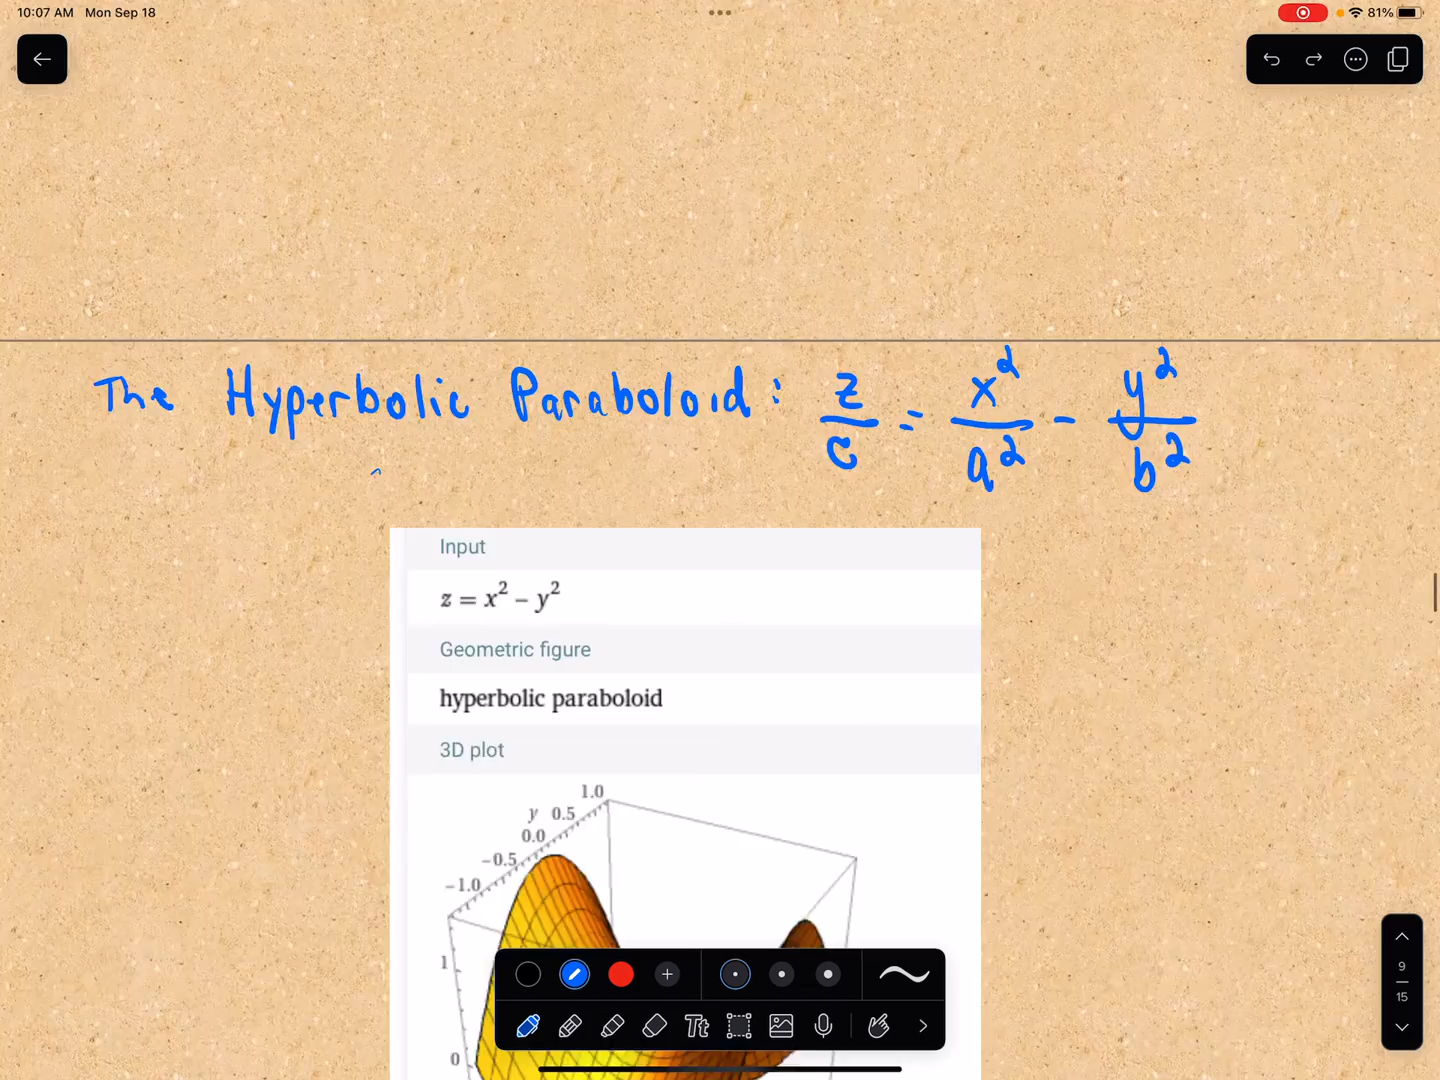 10:07 AM Mon Sep 18
81%
The Hyperbolic Paraboloid: z/c = x²/a² - y²/b²
Input
z = x² − y²
Geometric figure
hyperbolic paraboloid
3D plot
1.0
y 0.5
0.0
−0.5
−1.0
1
0
Tt
9
15